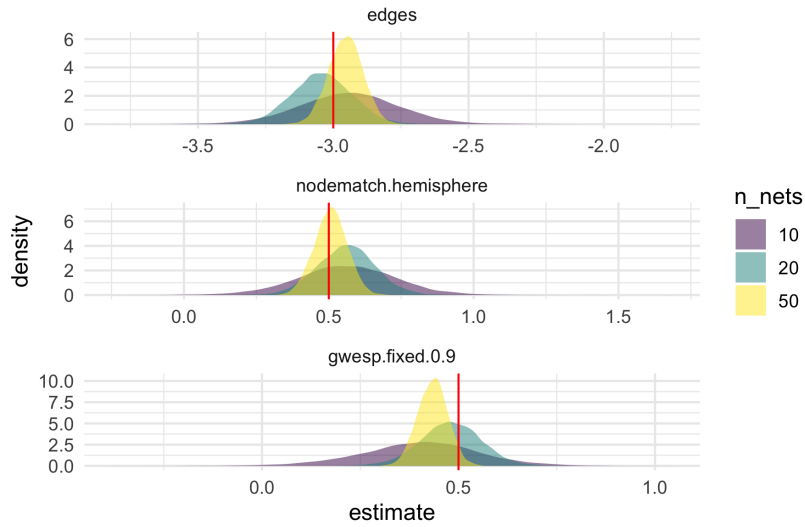 edges
6
4
2
0
-3.5 -3.0 -2.5 -2.0
nodematch.hemisphere
6
4
2
0
0.0 0.5 1.0 1.5
gwesp.fixed.0.9
10.0
7.5
5.0
2.5
0.0
0.0 0.5 1.0
estimate
density
n_nets
10
20
50